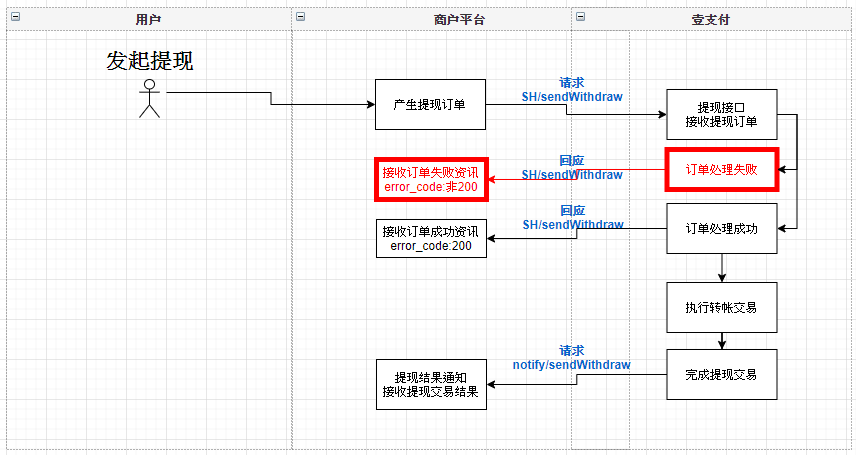 用户
商户平台
壹支付
发起提现
产生提现订单
请求
SH/sendWithdraw
提现接口
接收提现订单
接收订单失败资讯
error_code:非200
回应
SH/sendWithdraw
订单处理失败
接收订单成功资讯
error_code:200
回应
SH/sendWithdraw
订单处理成功
执行转帐交易
提现结果通知
接收提现交易结果
请求
notify/sendWithdraw
完成提现交易